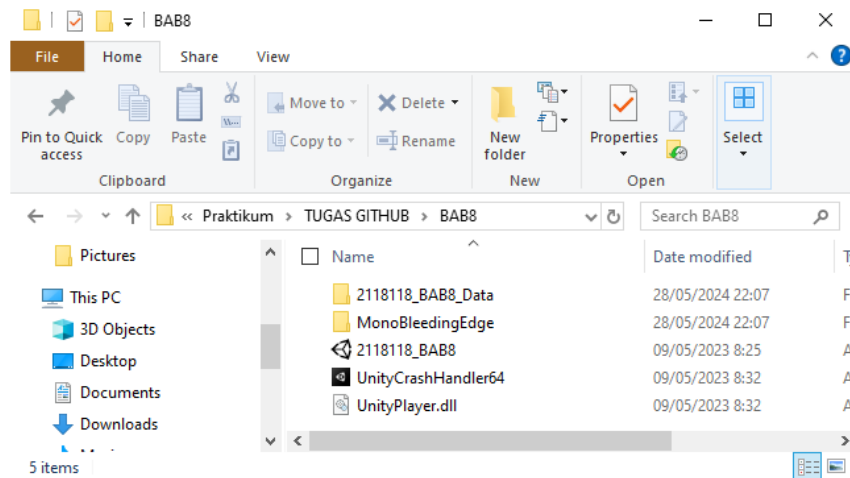 BAB8
File Home Share View
Pin to Quick access
Copy
Paste
Clipboard
Move to
Copy to
Delete
Rename
Organize
New folder
New
Properties
Open
Select
« Praktikum > TUGAS GITHUB > BAB8
Search BAB8
Pictures
This PC
3D Objects
Desktop
Documents
Downloads
Name Date modified
2118118_BAB8_Data 28/05/2024 22:07
MonoBleedingEdge 28/05/2024 22:07
2118118_BAB8 09/05/2023 8:25
UnityCrashHandler64 09/05/2023 8:32
UnityPlayer.dll 09/05/2023 8:32
5 items